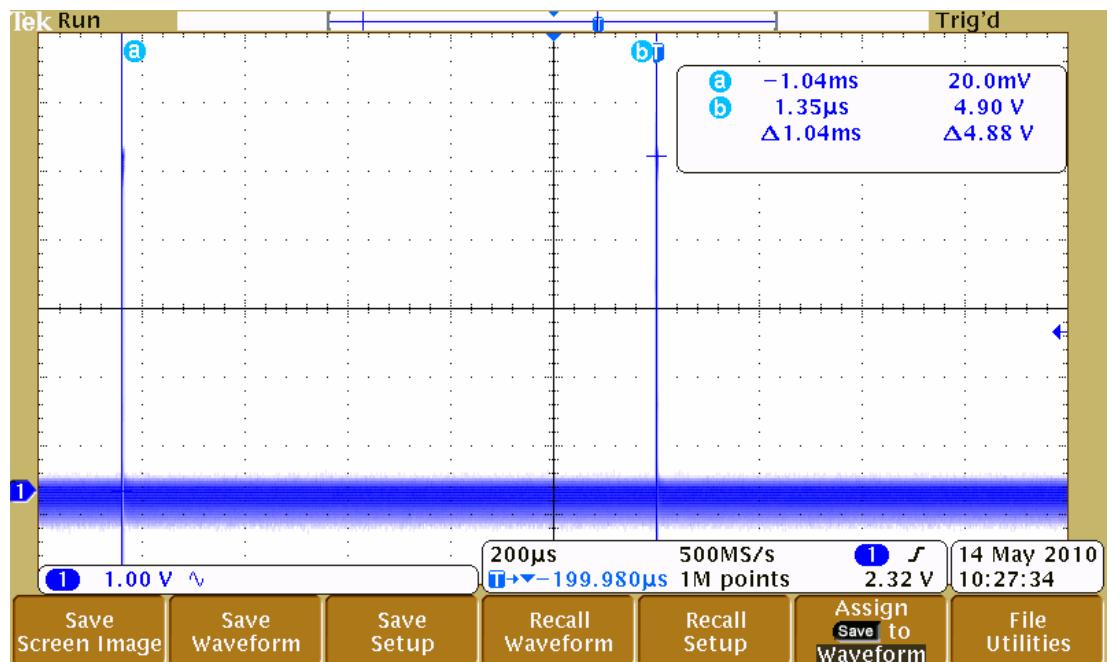 Tek Run Trig'd
a b T
a −1.04ms 20.0mV
b 1.35µs 4.90 V
Δ1.04ms Δ4.88 V
1
1 1.00 V
200µs 500MS/s 1
T→▼−199.980µs 1M points 2.32 V
14 May 2010
10:27:34
Save
Screen Image
Save
Waveform
Save
Setup
Recall
Waveform
Recall
Setup
Assign
Save to
Waveform
File
Utilities